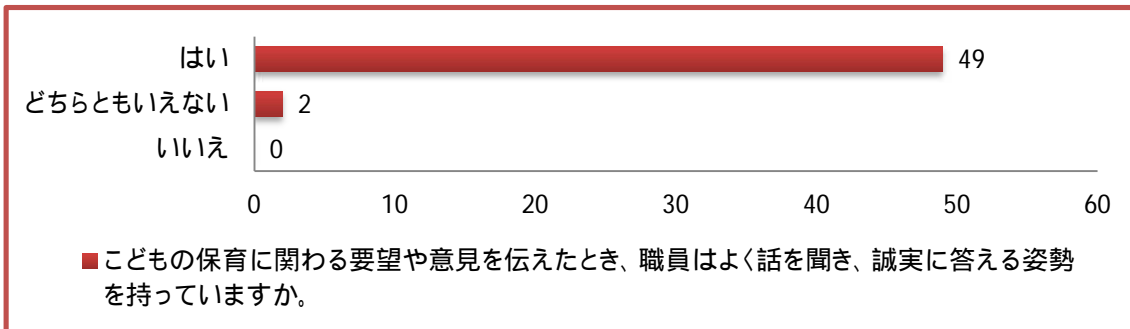 はい 49
どちらともいえない 2
いいえ 0
0 10 20 30 40 50 60
こどもの保育に関わる要望や意見を伝えたとき、職員はよく話を聞き、誠実に答える姿勢
を持っていますか。